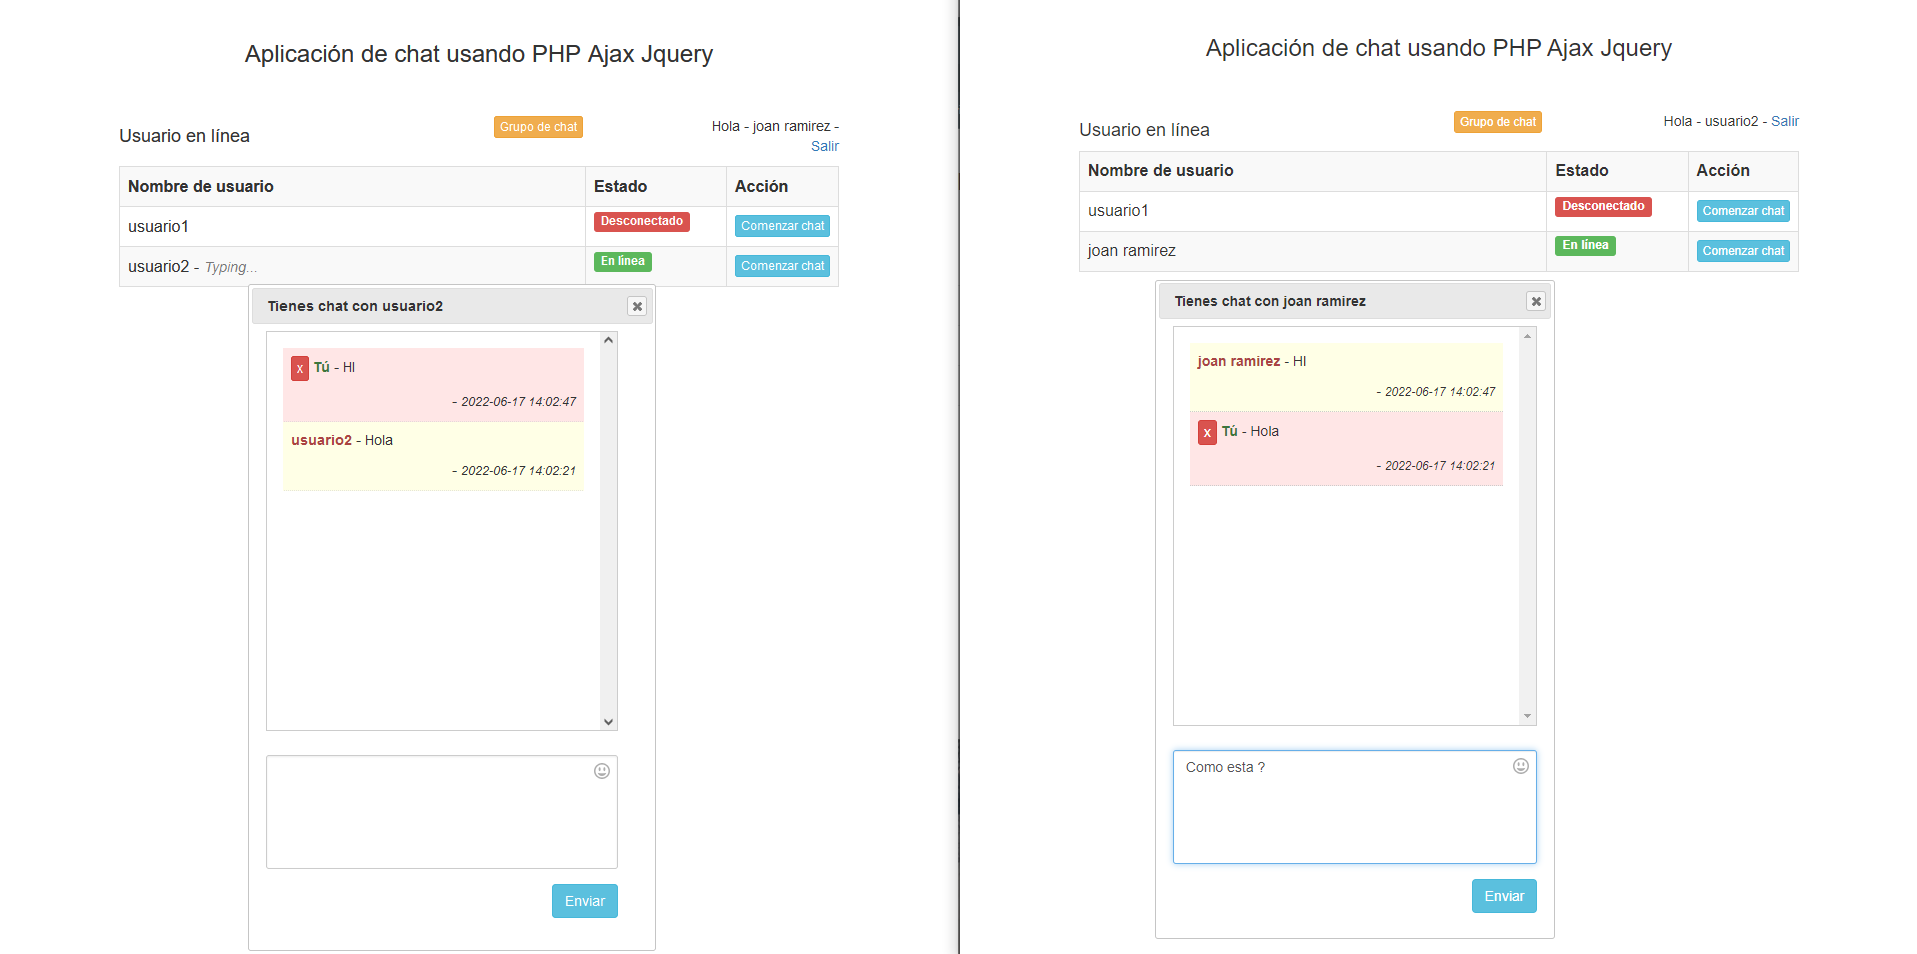 Aplicación de chat usando PHP Ajax Jquery
Usuario en línea
Grupo de chat
Hola - joan ramirez -
Salir
Nombre de usuario Estado Acción
usuario1 Desconectado Comenzar chat
usuario2 - Typing... En línea Comenzar chat
Tienes chat con usuario2
x Tú - HI
- 2022-06-17 14:02:47
usuario2 - Hola
- 2022-06-17 14:02:21
Enviar
Aplicación de chat usando PHP Ajax Jquery
Usuario en línea
Grupo de chat
Hola - usuario2 - Salir
Nombre de usuario Estado Acción
usuario1 Desconectado Comenzar chat
joan ramirez En línea Comenzar chat
Tienes chat con joan ramirez
joan ramirez - HI
- 2022-06-17 14:02:47
x Tú - Hola
- 2022-06-17 14:02:21
Como esta ?
Enviar